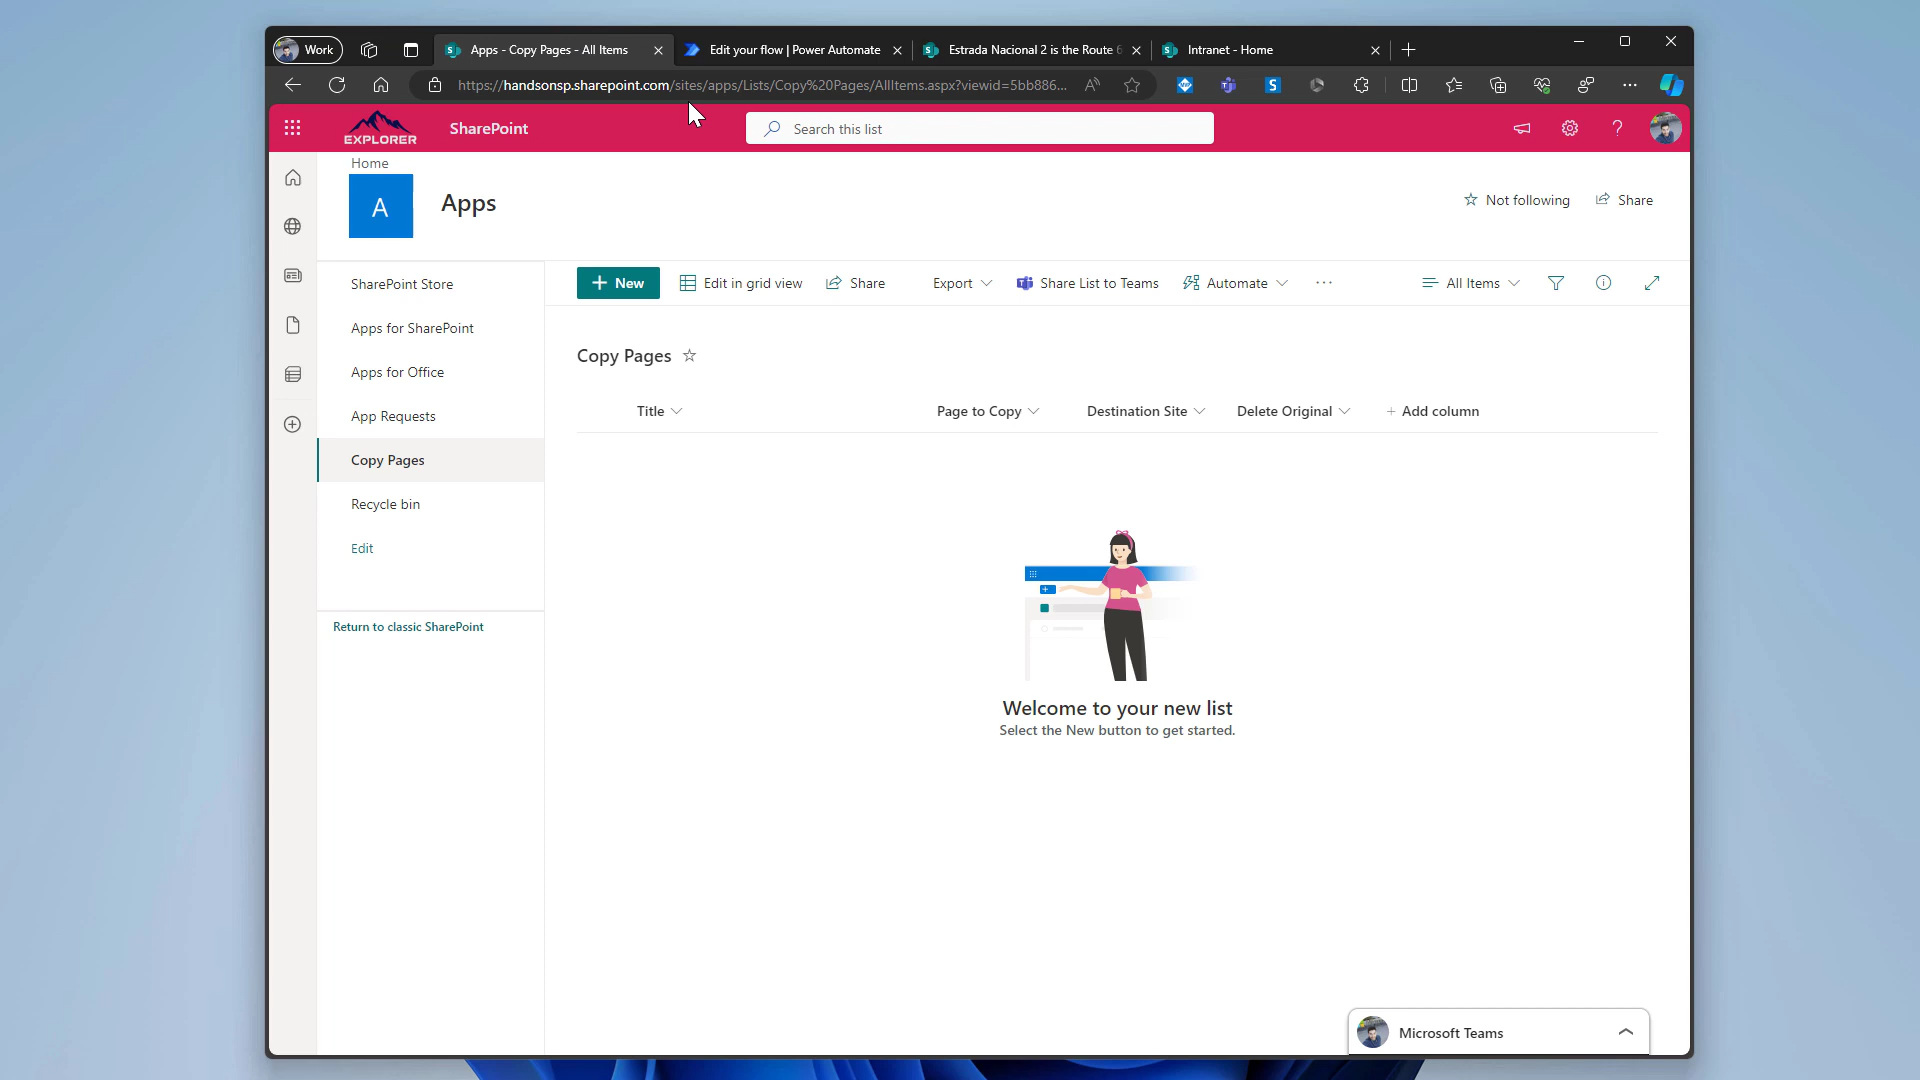 Work
Apps - Copy Pages - All Items
Edit your flow | Power Automate
Estrada Nacional 2 is the Route 6
Intranet - Home
https://handsonsp.sharepoint.com/sites/apps/Lists/Copy%20Pages/AllItems.aspx?viewid=5bb886...
EXPLORER
SharePoint
Search this list
Home
A
Apps
Not following
Share
SharePoint Store
Apps for SharePoint
Apps for Office
App Requests
Copy Pages
Recycle bin
Edit
Return to classic SharePoint
New
Edit in grid view
Share
Export
Share List to Teams
Automate
All Items
Copy Pages
Title
Page to Copy
Destination Site
Delete Original
Add column
Welcome to your new list
Select the New button to get started.
Microsoft Teams